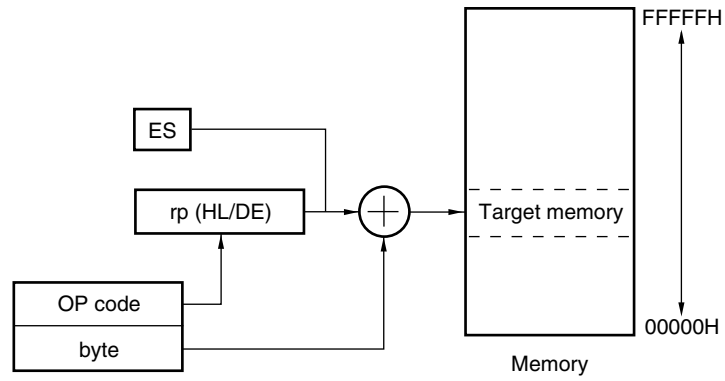 FFFFFH
ES
rp (HL/DE)
Target memory
OP code
byte
00000H
Memory